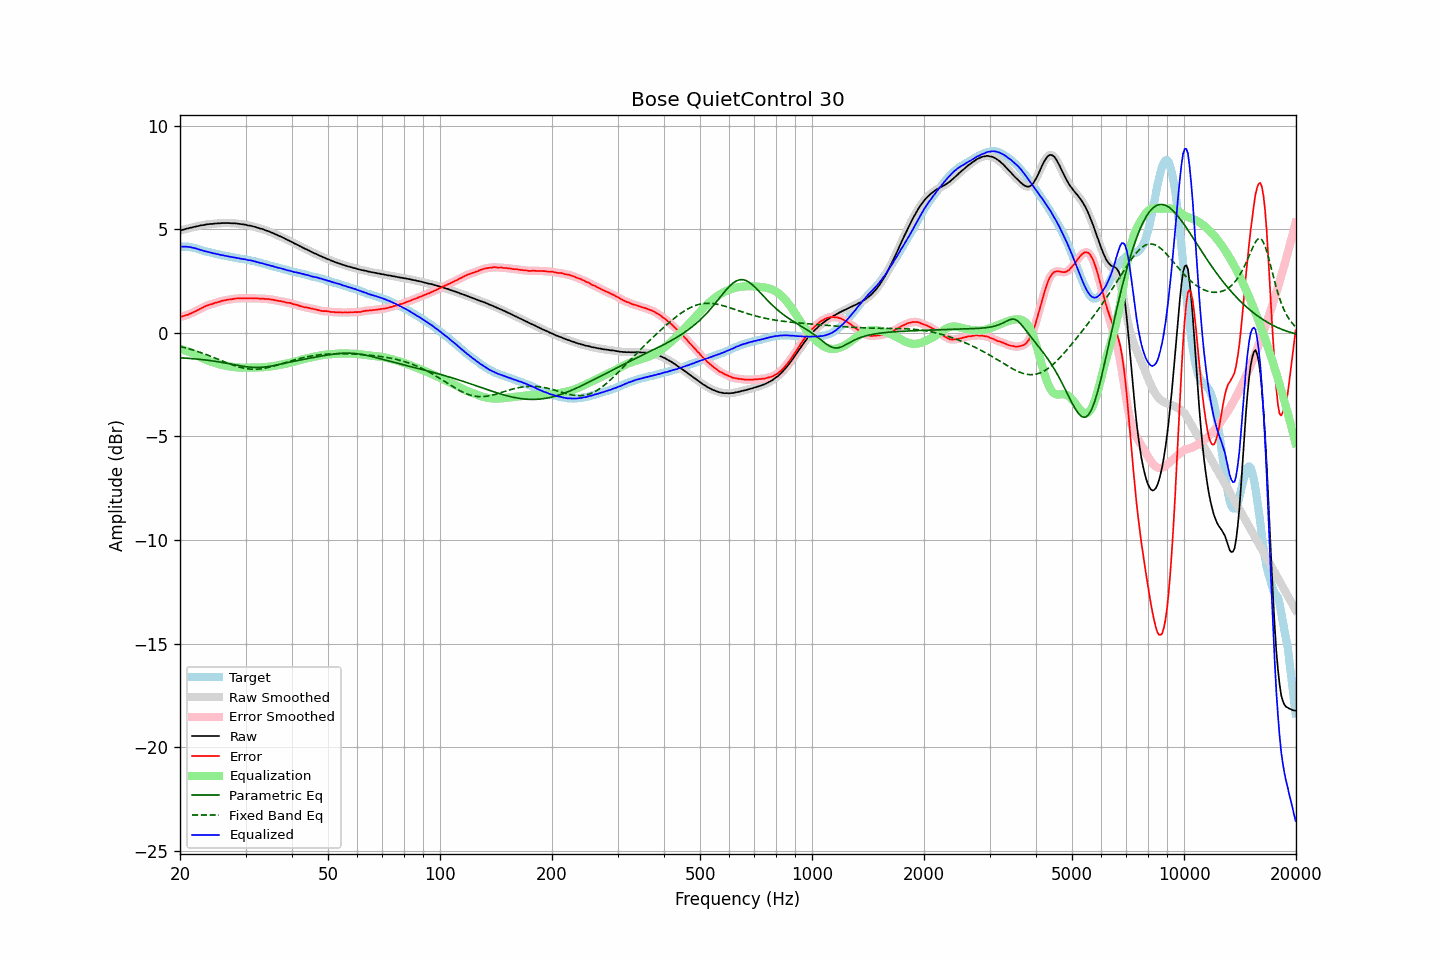 Bose QuietControl 30
10
5
0
−5
−10
−15
−20
−25
Amplitude (dBr)
Target
Raw Smoothed
Error Smoothed
Raw
Error
Equalization
Parametric Eq
Fixed Band Eq
Equalized
20 50 100 200 500 1000 2000 5000 10000 20000
Frequency (Hz)